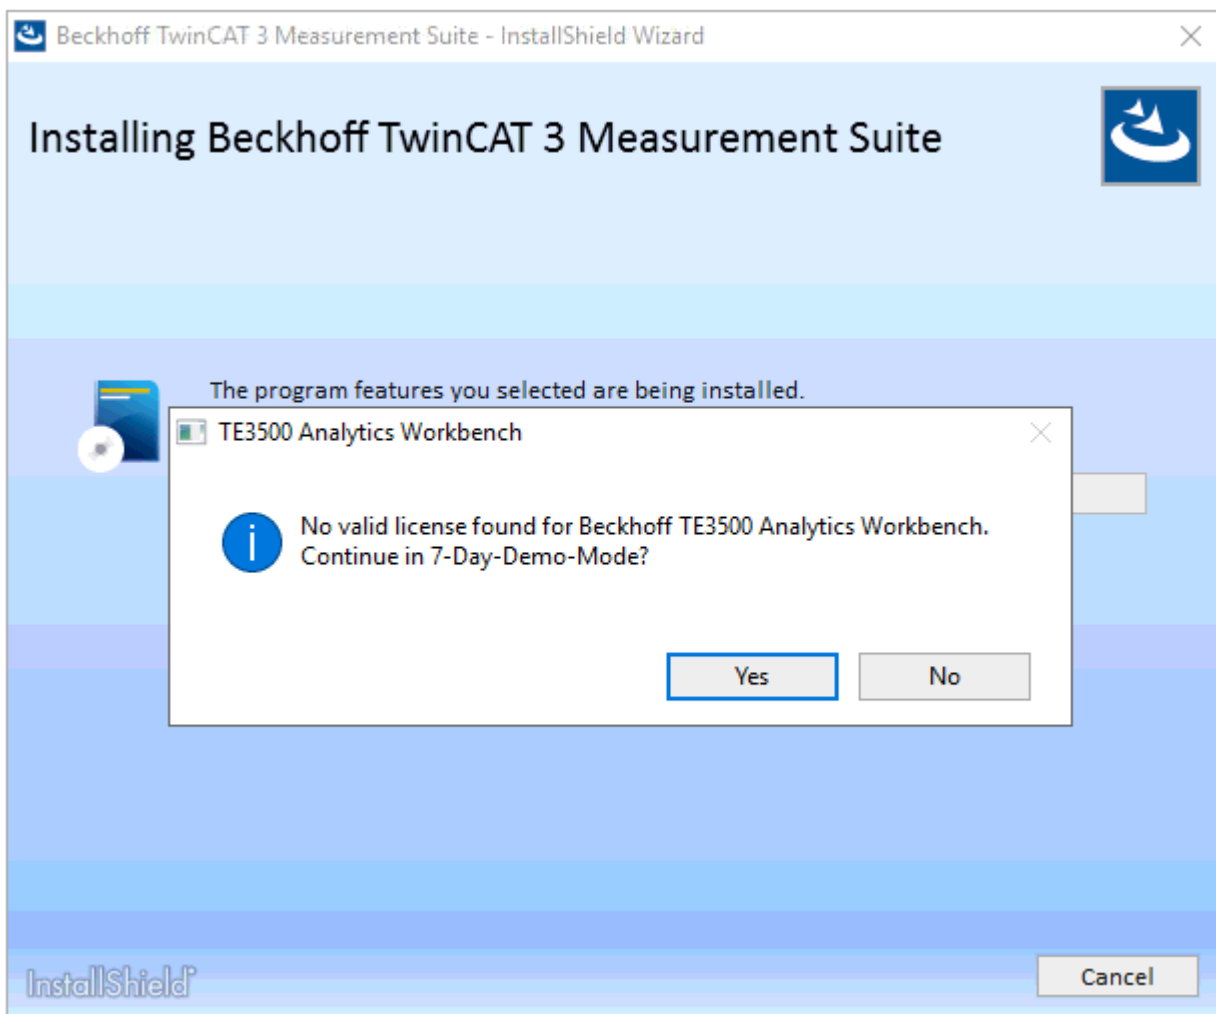 Beckhoff TwinCAT 3 Measurement Suite - InstallShield Wizard
Installing Beckhoff TwinCAT 3 Measurement Suite
The program features you selected are being installed.
TE3500 Analytics Workbench
No valid license found for Beckhoff TE3500 Analytics Workbench.
Continue in 7-Day-Demo-Mode?
Yes
No
InstallShield
Cancel